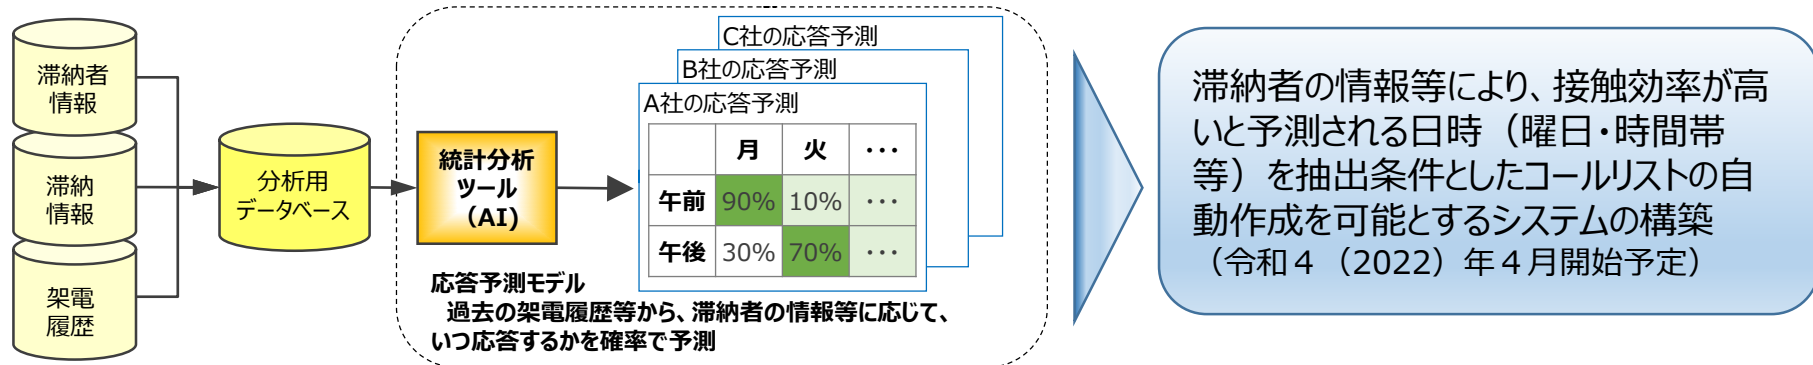 滞納者
情報
滞納
情報
架電
履歴
分析用
データベース
統計分析
ツール
（AI）
C社の応答予測
B社の応答予測
A社の応答予測
月 火 ･･･
午前 90% 10% ･･･
午後 30% 70% ･･･
応答予測モデル
過去の架電履歴等から、滞納者の情報等に応じて、
いつ応答するかを確率で予測
滞納者の情報等により、接触効率が高
いと予測される日時（曜日・時間帯
等）を抽出条件としたコールリストの自
動作成を可能とするシステムの構築
（令和４（2022）年４月開始予定）